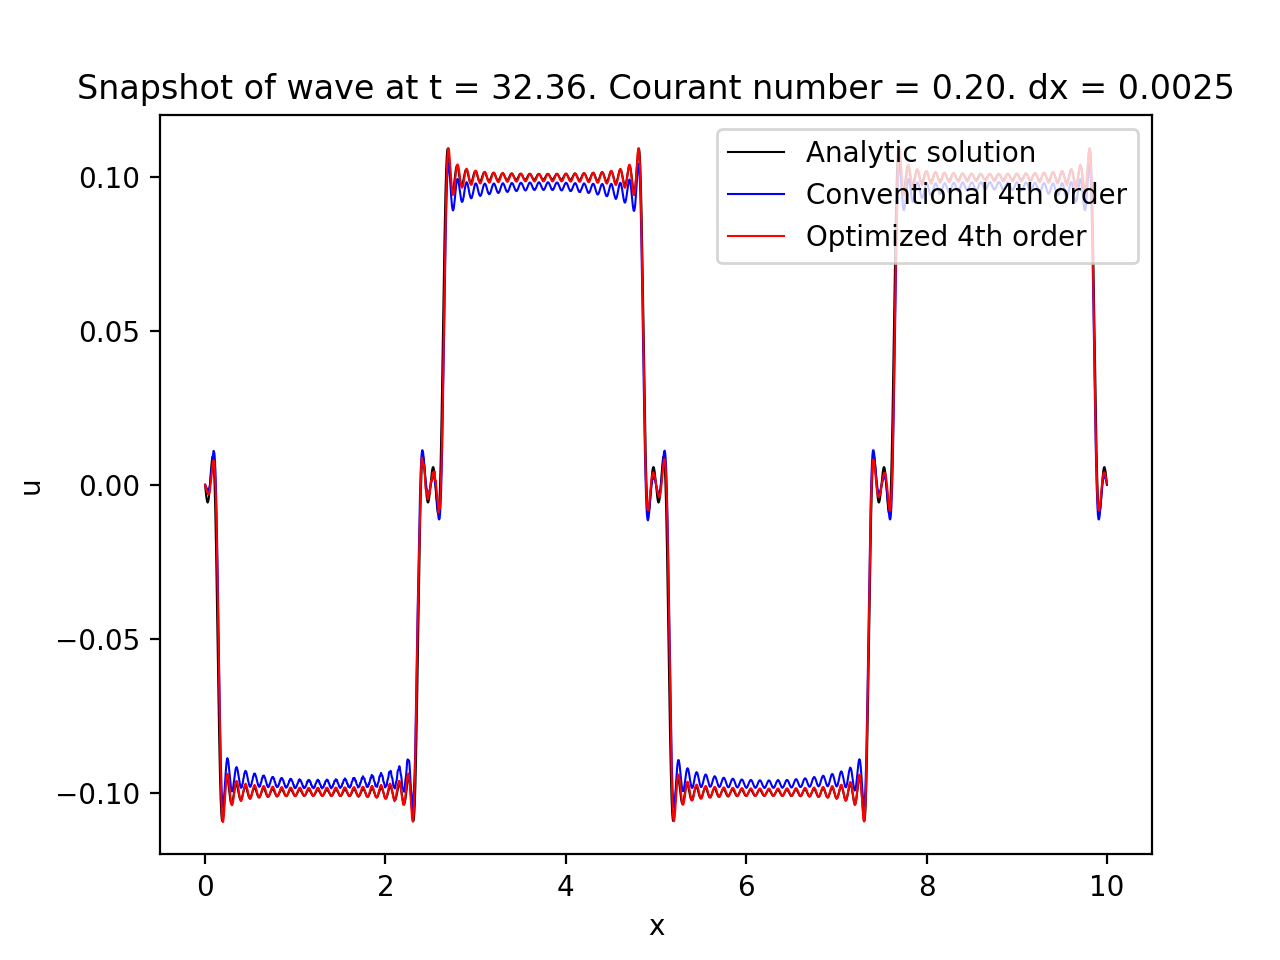 Snapshot of wave at t = 32.36. Courant number = 0.20. dx = 0.0025
Analytic solution
Conventional 4th order
Optimized 4th order
0.10
0.05
0.00
−0.05
−0.10
u
0 2 4 6 8 10
x